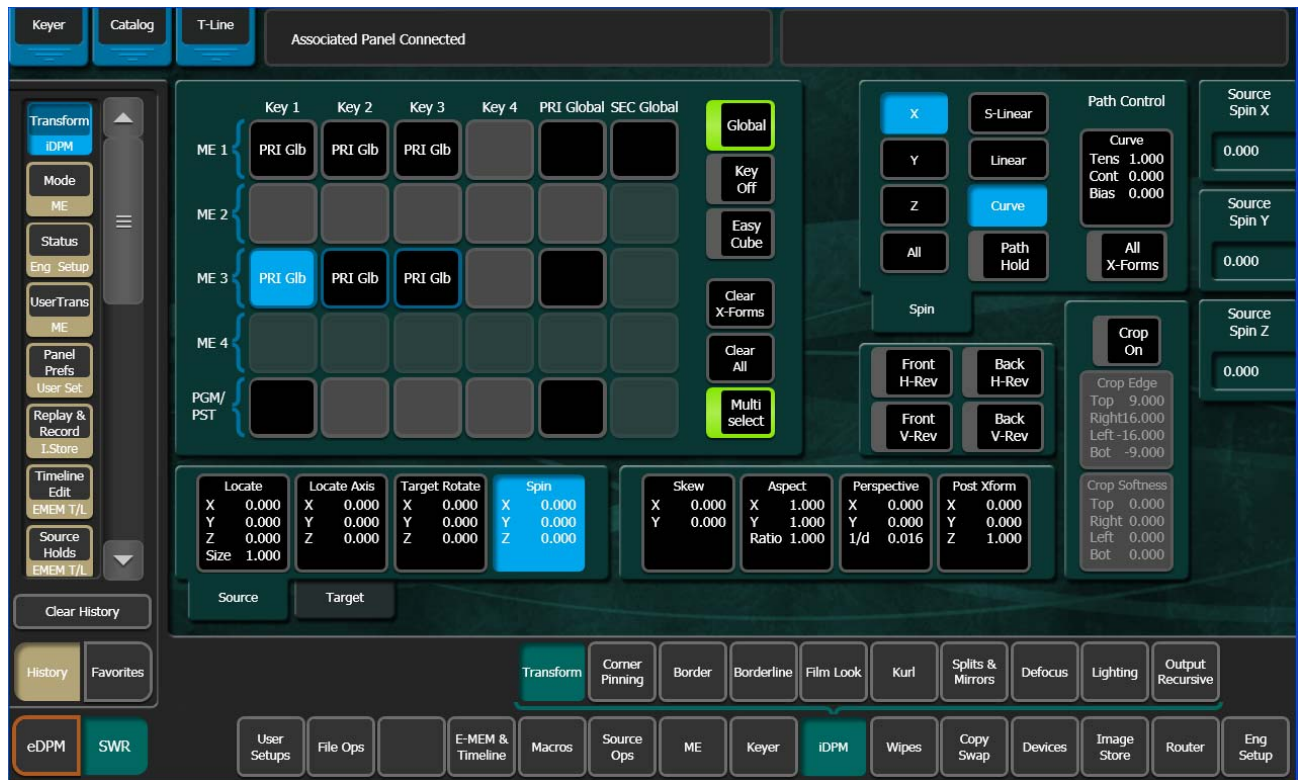 Keyer
Catalog
T-Line
Associated Panel Connected
Transform
iDPM
Mode
ME
Status
Eng Setup
UserTrans
ME
Panel
Prefs
User Set
Replay &
Record
I.Store
Timeline
Edit
EMEM T/L
Source
Holds
EMEM T/L
Clear History
History
Favorites
eDPM
SWR
Key 1 Key 2 Key 3 Key 4 PRI Global SEC Global
ME 1 PRI Glb PRI Glb PRI Glb
ME 2
ME 3 PRI Glb PRI Glb PRI Glb
ME 4
PGM/
PST
Global
Key
Off
Easy
Cube
Clear
X-Forms
Clear
All
Multi
select
X
Y
Z
All
S-Linear
Linear
Curve
Path
Hold
Path Control
Curve
Tens 1.000
Cont 0.000
Bias 0.000
All
X-Forms
Spin
Front
H-Rev
Back
H-Rev
Front
V-Rev
Back
V-Rev
Crop
On
Crop Edge
Top 9.000
Right16.000
Left -16.000
Bot -9.000
Crop Softness
Top 0.000
Right 0.000
Left 0.000
Bot 0.000
Source
Spin X
0.000
Source
Spin Y
0.000
Source
Spin Z
0.000
Locate
X 0.000
Y 0.000
Z 0.000
Size 1.000
Locate Axis
X 0.000
Y 0.000
Z 0.000
Target Rotate
X 0.000
Y 0.000
Z 0.000
Spin
X 0.000
Y 0.000
Z 0.000
Skew
X 0.000
Y 0.000
Aspect
X 1.000
Y 1.000
Ratio 1.000
Perspective
X 0.000
Y 0.000
1/d 0.016
Post Xform
X 0.000
Y 0.000
Z 1.000
Source
Target
Transform
Corner
Pinning
Border
Borderline
Film Look
Kurl
Splits &
Mirrors
Defocus
Lighting
Output
Recursive
User
Setups
File Ops
E-MEM &
Timeline
Macros
Source
Ops
ME
Keyer
iDPM
Wipes
Copy
Swap
Devices
Image
Store
Router
Eng
Setup